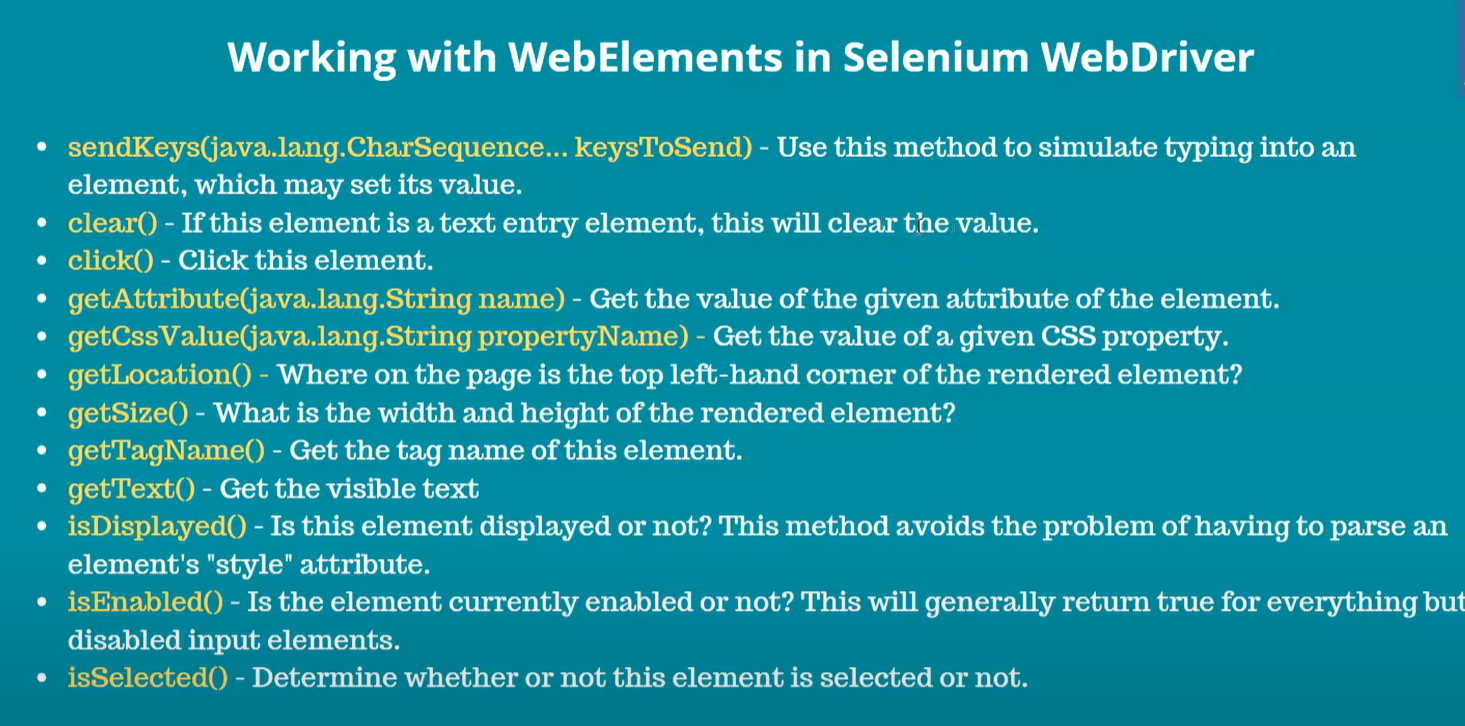 Working with WebElements in Selenium WebDriver
• sendKeys(java.lang.CharSequence... keysToSend) - Use this method to simulate typing into an
element, which may set its value.
• clear() - If this element is a text entry element, this will clear the value.
• click() - Click this element.
• getAttribute(java.lang.String name) - Get the value of the given attribute of the element.
• getCssValue(java.lang.String propertyName) - Get the value of a given CSS property.
• getLocation() - Where on the page is the top left-hand corner of the rendered element?
• getSize() - What is the width and height of the rendered element?
• getTagName() - Get the tag name of this element.
• getText() - Get the visible text
• isDisplayed() - Is this element displayed or not? This method avoids the problem of having to parse an
element's "style" attribute.
• isEnabled() - Is the element currently enabled or not? This will generally return true for everything but
disabled input elements.
• isSelected() - Determine whether or not this element is selected or not.